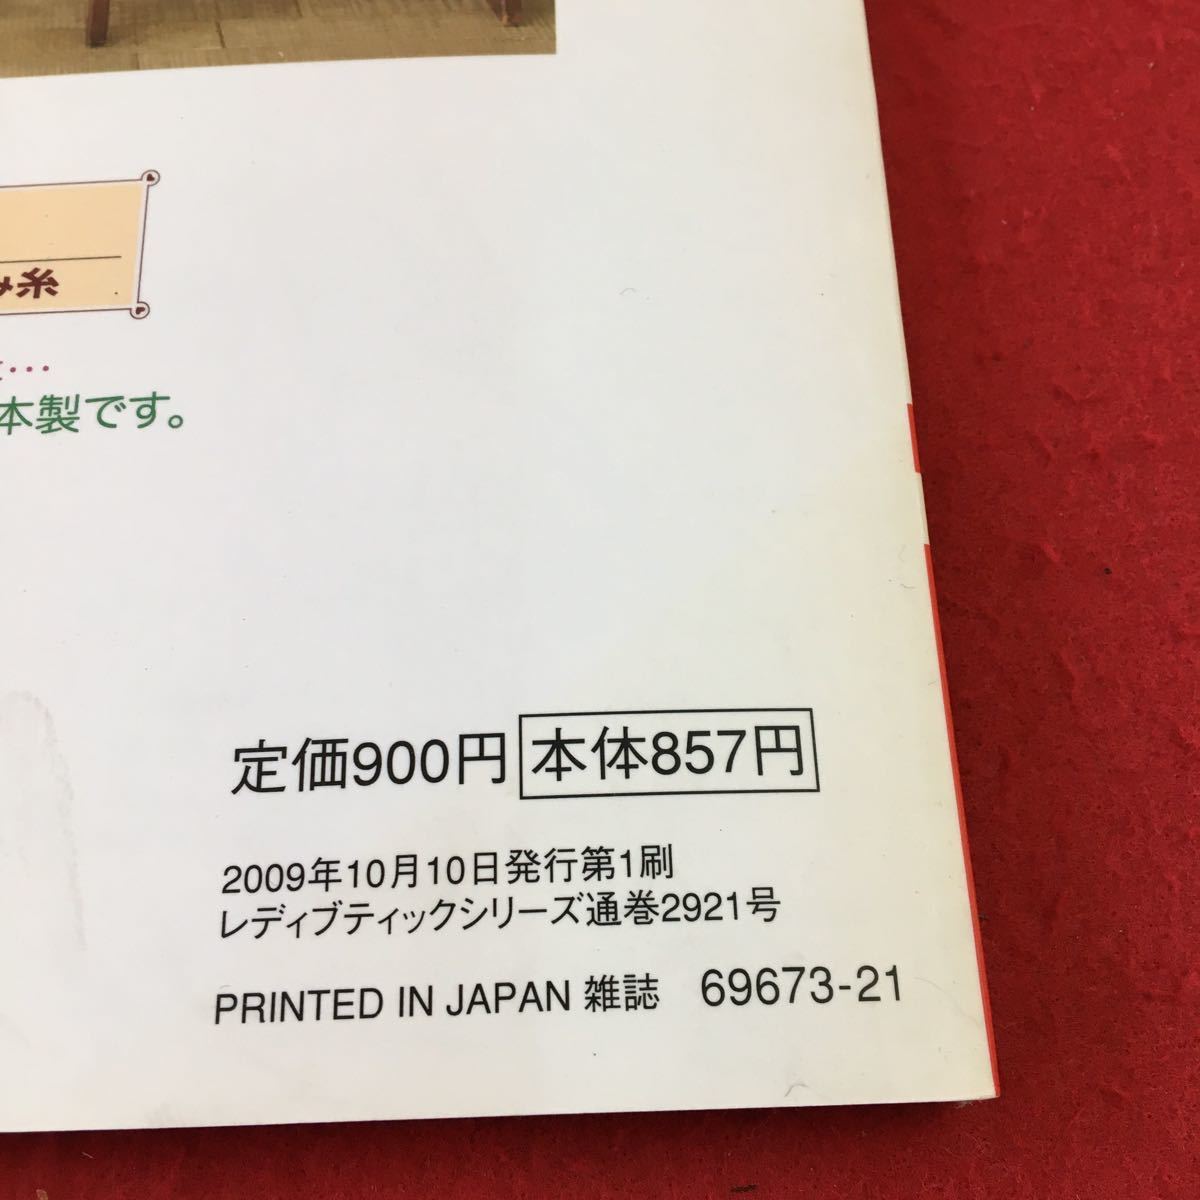 み糸
…
本製です。
定価900円 本体857円
2009年10月10日発行第1刷
レディブティックシリーズ通巻2921号
PRINTED IN JAPAN 雑誌 69673-21